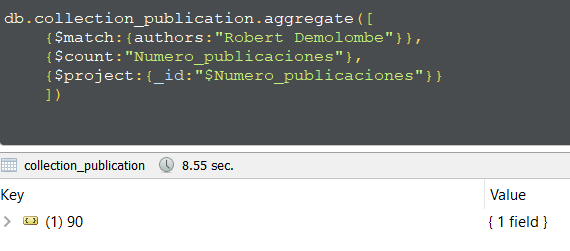 db.collection_publication.aggregate([
{$match:{authors:"Robert Demolombe"}},
{$count:"Numero_publicaciones"},
{$project:{_id:"$Numero_publicaciones"}}
])
collection_publication 8.55 sec.
Key Value
(1) 90 { 1 field }